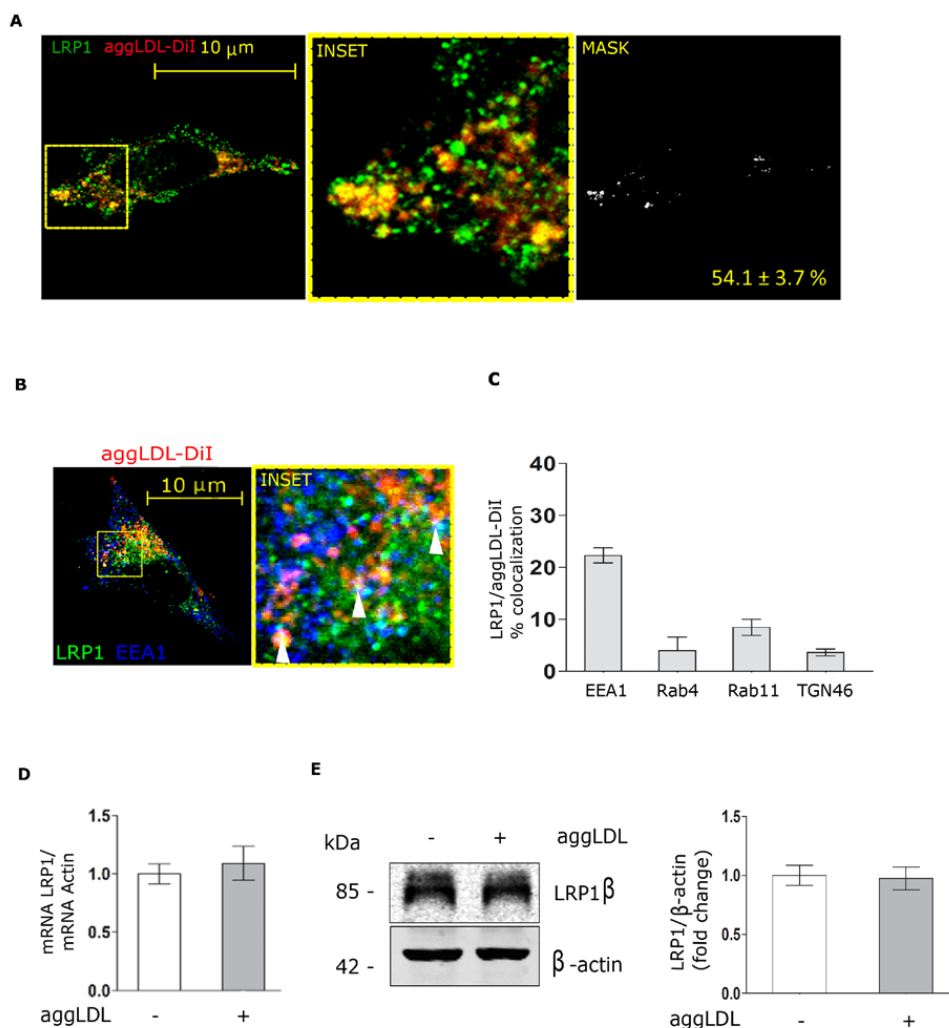 A
LRP1 aggLDL-DiI
10 µm
INSET
MASK
54.1 ± 3.7 %
B
aggLDL-DiI
10 µm
INSET
LRP1 EEA1
C
LRP1/aggLDL-DiI
% colocalization
40
30
20
10
0
EEA1 Rab4 Rab11 TGN46
D
mRNA LRP1/
mRNA Actin
1.5
1.0
0.5
0.0
aggLDL - +
E
kDa - + aggLDL
85 - LRP1β
42 - β-actin
LRP1/β-actin
(fold change)
1.5
1.0
0.5
0.0
aggLDL - +